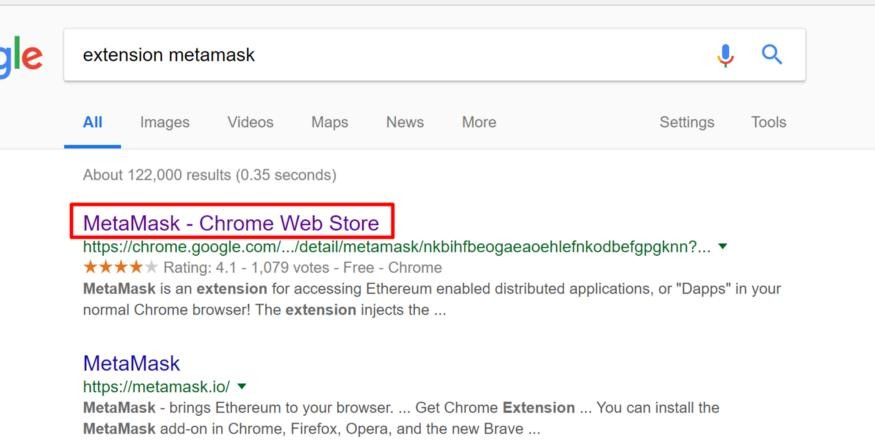 gle
extension metamask
All Images Videos Maps News More Settings Tools
About 122,000 results (0.35 seconds)
MetaMask - Chrome Web Store
https://chrome.google.com/.../detail/metamask/nkbihfbeogaeaoehlefnkodbefgpgknn?...
Rating: 4.1 - 1,079 votes - Free - Chrome
MetaMask is an extension for accessing Ethereum enabled distributed applications, or "Dapps" in your
normal Chrome browser! The extension injects the ...
MetaMask
https://metamask.io/
MetaMask - brings Ethereum to your browser. ... Get Chrome Extension ... You can install the
MetaMask add-on in Chrome, Firefox, Opera, and the new Brave ...